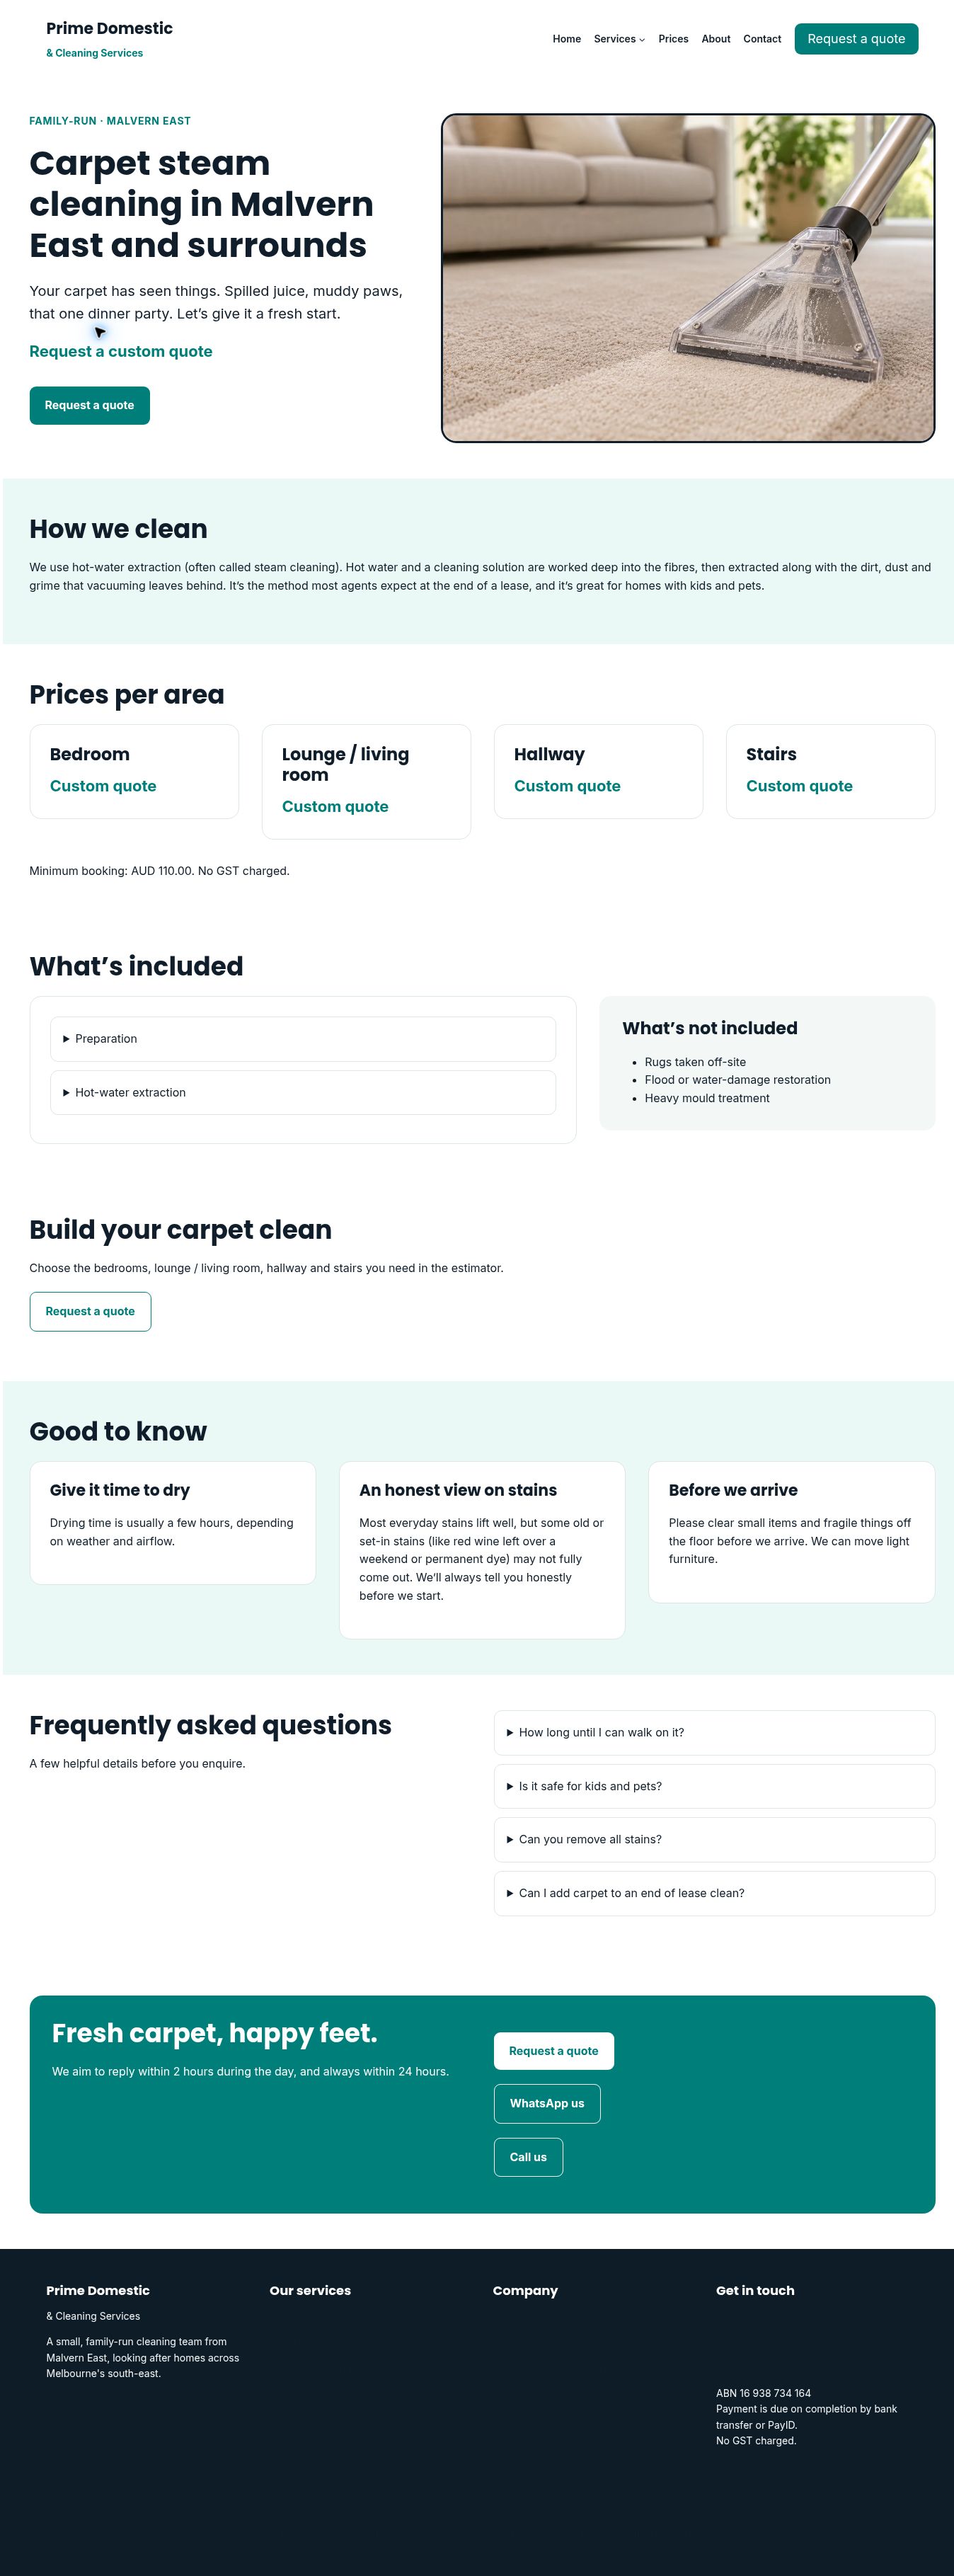 Prime Domestic
& Cleaning Services
Home Services Prices About Contact Request a quote
FAMILY-RUN · MALVERN EAST
Carpet steam
cleaning in Malvern
East and surrounds
Your carpet has seen things. Spilled juice, muddy paws,
that one dinner party. Let’s give it a fresh start.
Request a custom quote
Request a quote
How we clean
We use hot-water extraction (often called steam cleaning). Hot water and a cleaning solution are worked deep into the fibres, then extracted along with the dirt, dust and
grime that vacuuming leaves behind. It’s the method most agents expect at the end of a lease, and it’s great for homes with kids and pets.
Prices per area
Bedroom
Custom quote
Lounge / living
room
Custom quote
Hallway
Custom quote
Stairs
Custom quote
Minimum booking: AUD 110.00. No GST charged.
What’s included
Preparation
Hot-water extraction
What’s not included
Rugs taken off-site
Flood or water-damage restoration
Heavy mould treatment
Build your carpet clean
Choose the bedrooms, lounge / living room, hallway and stairs you need in the estimator.
Request a quote
Good to know
Give it time to dry
Drying time is usually a few hours, depending
on weather and airflow.
An honest view on stains
Most everyday stains lift well, but some old or
set-in stains (like red wine left over a
weekend or permanent dye) may not fully
come out. We’ll always tell you honestly
before we start.
Before we arrive
Please clear small items and fragile things off
the floor before we arrive. We can move light
furniture.
Frequently asked questions
A few helpful details before you enquire.
How long until I can walk on it?
Is it safe for kids and pets?
Can you remove all stains?
Can I add carpet to an end of lease clean?
Fresh carpet, happy feet.
We aim to reply within 2 hours during the day, and always within 24 hours.
Request a quote
WhatsApp us
Call us
Prime Domestic
& Cleaning Services
A small, family-run cleaning team from
Malvern East, looking after homes across
Melbourne's south-east.
Our services
Company
Get in touch
ABN 16 938 734 164
Payment is due on completion by bank
transfer or PayID.
No GST charged.